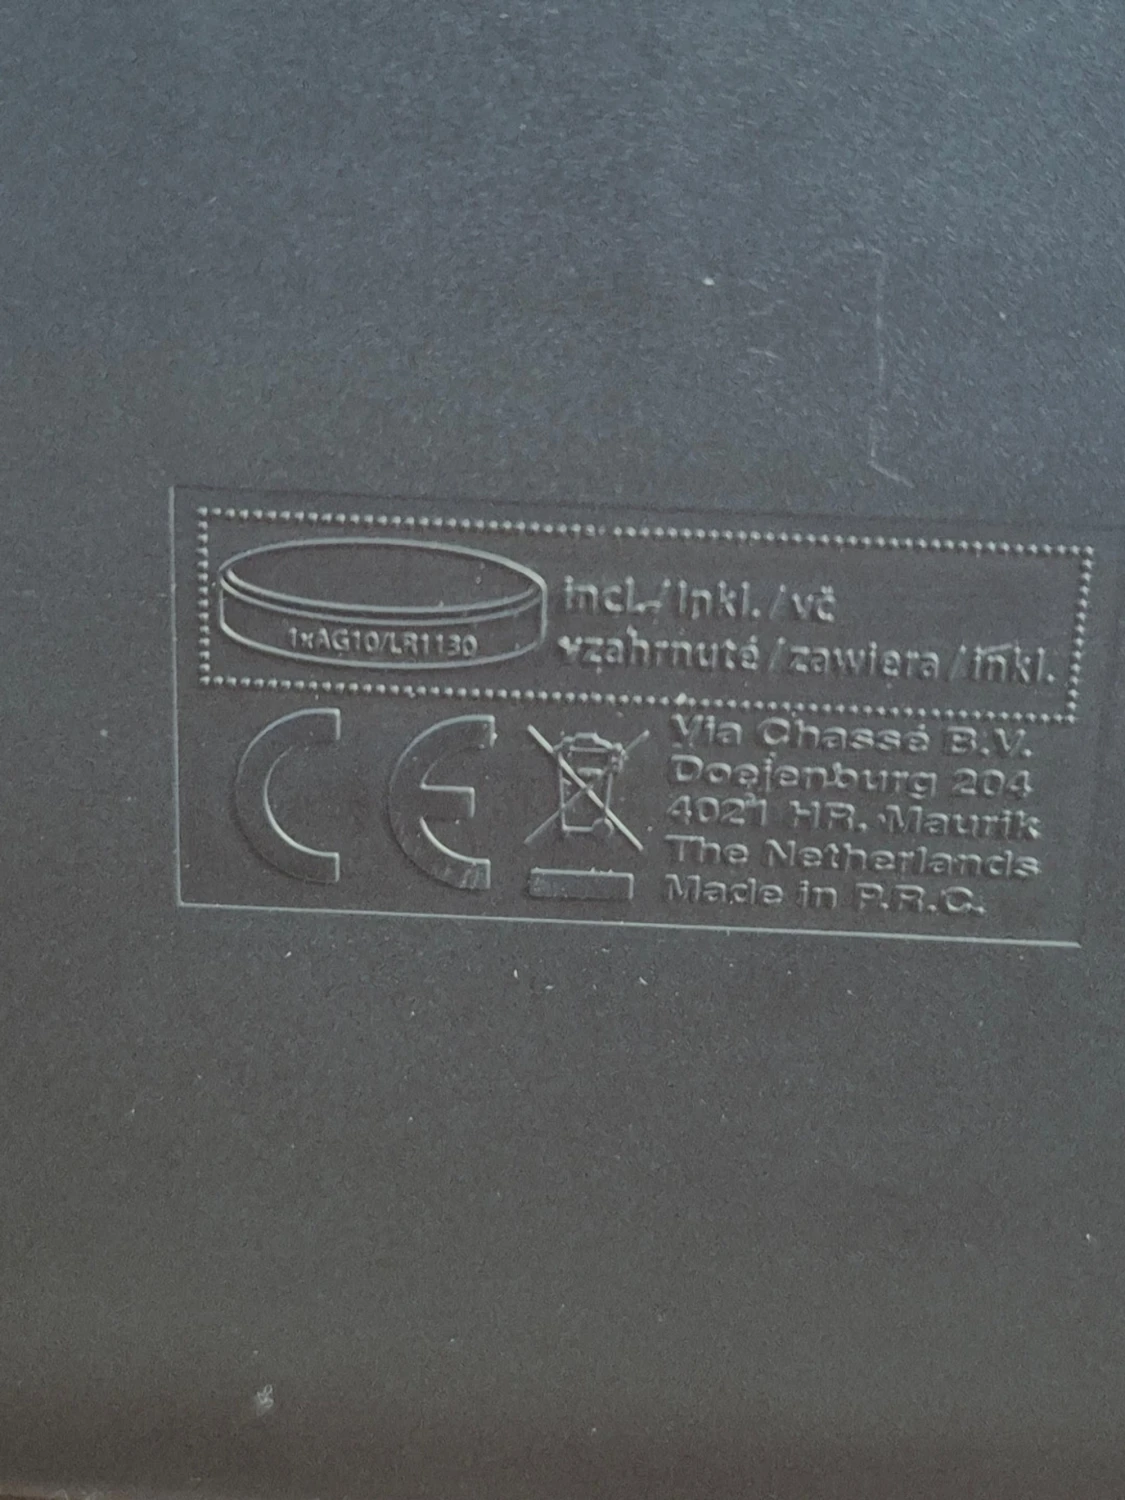 1xAG10/LR1130
incl./inkl./vč
vzahrnuté/zawiera/inkl.
CE
Via Chassé B.V.
Doejenburg 204
4021 HR. Maurik
The Netherlands
Made in P.R.C.